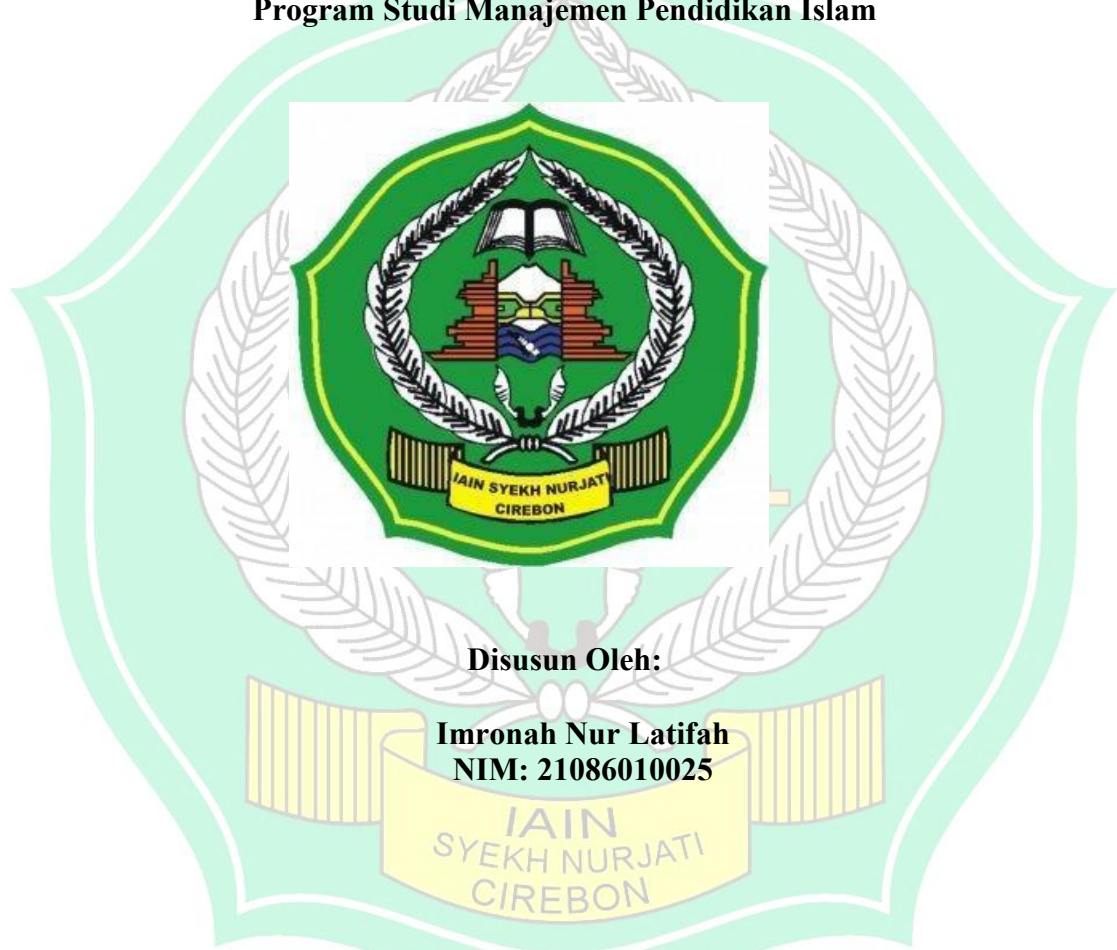 Program Studi Manajemen Pendidikan Islam
IAIN SYEKH NURJATI
CIREBON
Disusun Oleh:
Imronah Nur Latifah
NIM: 21086010025
IAIN
SYEKH NURJATI
CIREBON